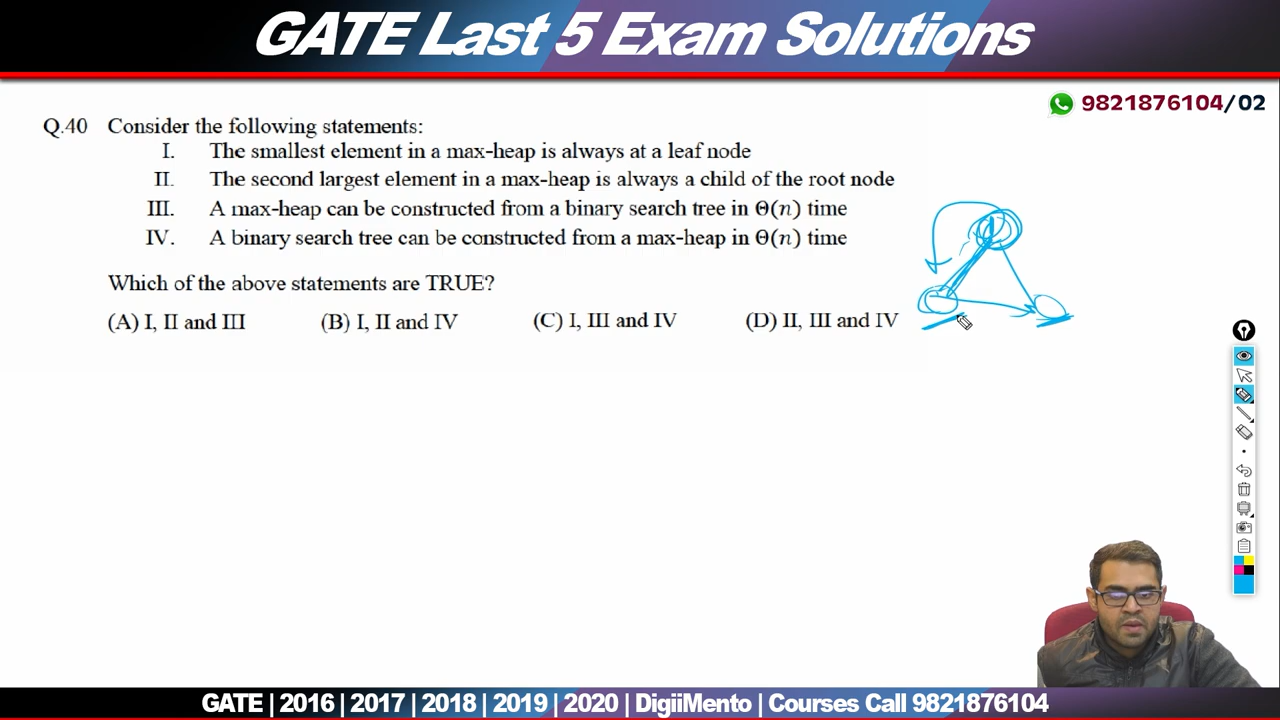 GATE Last 5 Exam Solutions
9821876104/02
Q.40 Consider the following statements:
I. The smallest element in a max-heap is always at a leaf node
II. The second largest element in a max-heap is always a child of the root node
III. A max-heap can be constructed from a binary search tree in Θ(n) time
IV. A binary search tree can be constructed from a max-heap in Θ(n) time
Which of the above statements are TRUE?
(A) I, II and III (B) I, II and IV (C) I, III and IV (D) II, III and IV
GATE | 2016 | 2017 | 2018 | 2019 | 2020 | DigiiMento | Courses Call 9821876104